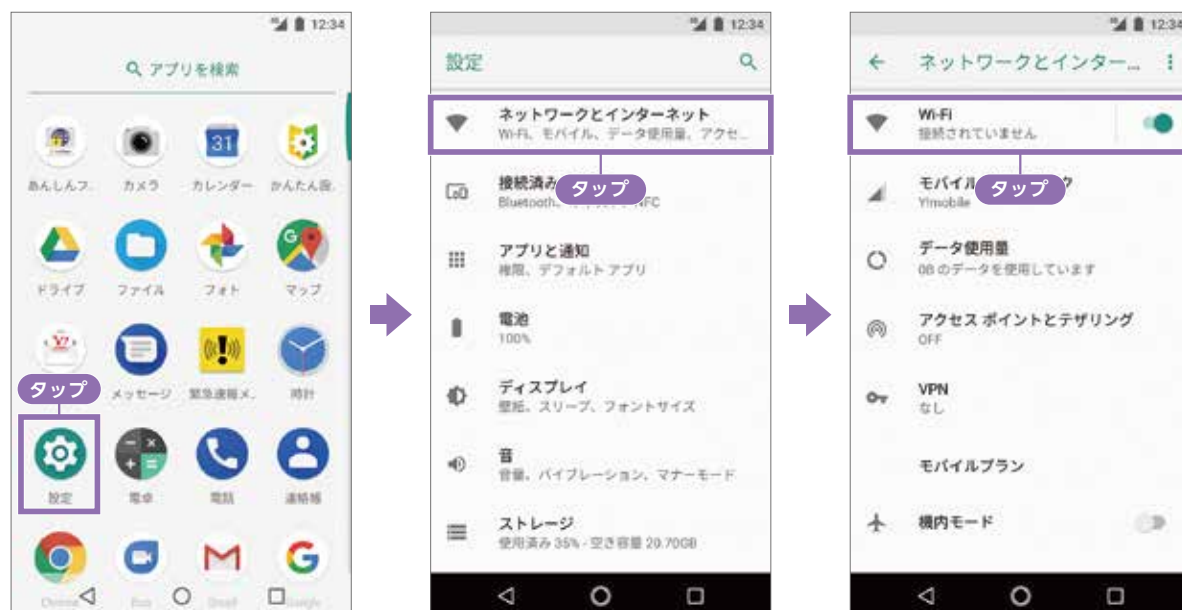 12:34
アプリを検索
31
あんしんフ..
カメラ
カレンダー
かんたん設..
ドライブ
ファイル
フォト
マップ
Y!
タップ
メッセージ
緊急速報メ..
時計
設定
電卓
電話
連絡帳
Chrome
Duo
Gmail
Google
12:34
設定
ネットワークとインターネット
Wi-Fi、モバイル、データ使用量、アクセ...
タップ
接続済み
Bluetooth、
NFC
アプリと通知
権限、デフォルト アプリ
電池
100%
ディスプレイ
壁紙、スリープ、フォントサイズ
音
音量、バイブレーション、マナーモード
ストレージ
使用済み 35% - 空き容量 20.70GB
12:34
ネットワークとインター...
Wi-Fi
接続されていません
タップ
モバイル
ク
Y!mobile
データ使用量
0B のデータを使用しています
アクセス ポイントとテザリング
OFF
VPN
なし
モバイルプラン
機内モード